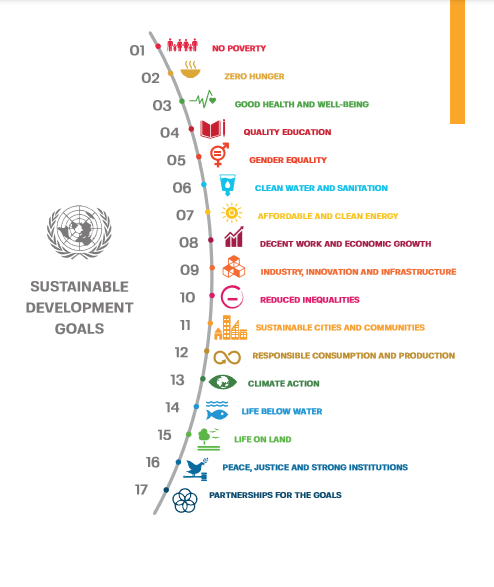 01 NO POVERTY
02 ZERO HUNGER
03 GOOD HEALTH AND WELL-BEING
04 QUALITY EDUCATION
05 GENDER EQUALITY
06 CLEAN WATER AND SANITATION
07 AFFORDABLE AND CLEAN ENERGY
08 DECENT WORK AND ECONOMIC GROWTH
09 INDUSTRY, INNOVATION AND INFRASTRUCTURE
10 REDUCED INEQUALITIES
11 SUSTAINABLE CITIES AND COMMUNITIES
12 RESPONSIBLE CONSUMPTION AND PRODUCTION
13 CLIMATE ACTION
14 LIFE BELOW WATER
15 LIFE ON LAND
16 PEACE, JUSTICE AND STRONG INSTITUTIONS
17 PARTNERSHIPS FOR THE GOALS
SUSTAINABLE
DEVELOPMENT
GOALS